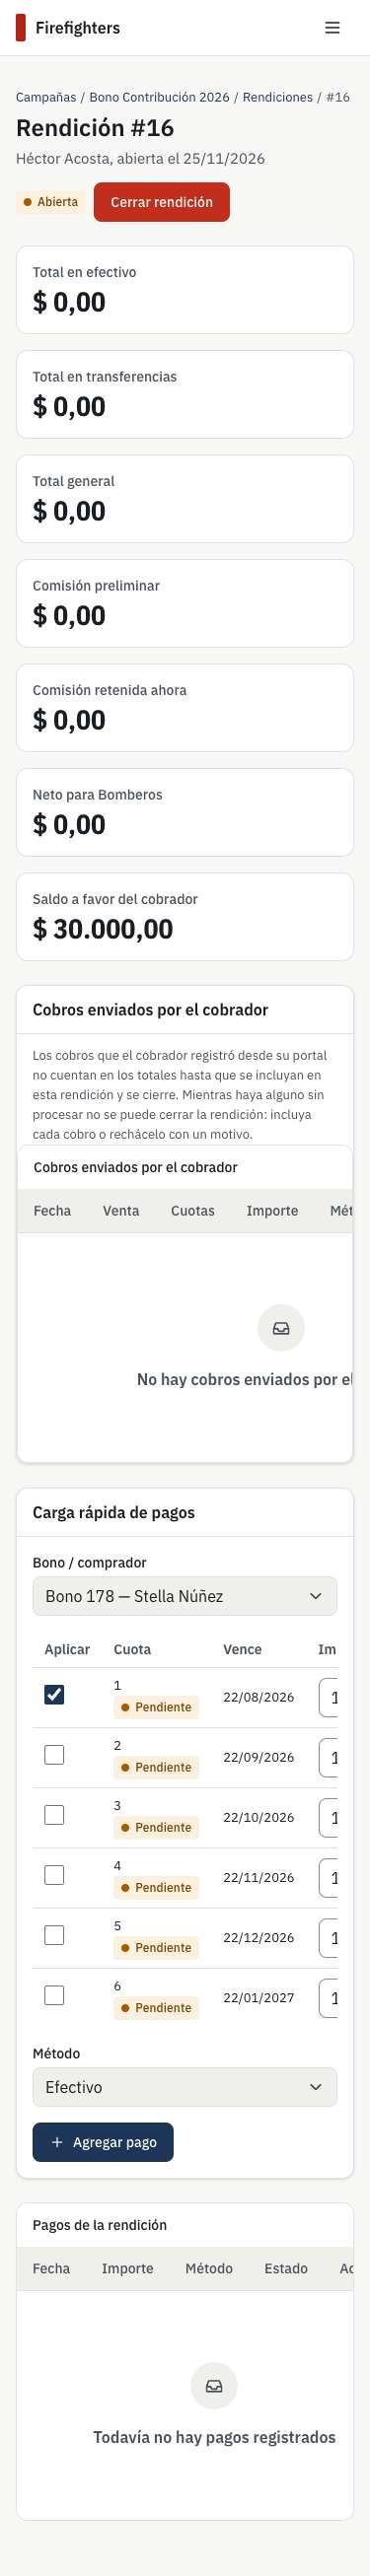 Firefighters
Campañas / Bono Contribución 2026 / Rendiciones / #16
Rendición #16
Héctor Acosta, abierta el 25/11/2026
Abierta
Cerrar rendición
Total en efectivo
$ 0,00
Total en transferencias
$ 0,00
Total general
$ 0,00
Comisión preliminar
$ 0,00
Comisión retenida ahora
$ 0,00
Neto para Bomberos
$ 0,00
Saldo a favor del cobrador
$ 30.000,00
Cobros enviados por el cobrador
Los cobros que el cobrador registró desde su portal
no cuentan en los totales hasta que se incluyan en
esta rendición y se cierre. Mientras haya alguno sin
procesar no se puede cerrar la rendición: incluya
cada cobro o rechácelo con un motivo.
Cobros enviados por el cobrador
Fecha Venta Cuotas Importe Mét
No hay cobros enviados por el
Carga rápida de pagos
Bono / comprador
Bono 178 — Stella Núñez
Aplicar Cuota Vence Im
1
Pendiente 22/08/2026 1
2
Pendiente 22/09/2026 1
3
Pendiente 22/10/2026 1
4
Pendiente 22/11/2026 1
5
Pendiente 22/12/2026 1
6
Pendiente 22/01/2027 1
Método
Efectivo
+ Agregar pago
Pagos de la rendición
Fecha Importe Método Estado Ac
Todavía no hay pagos registrados